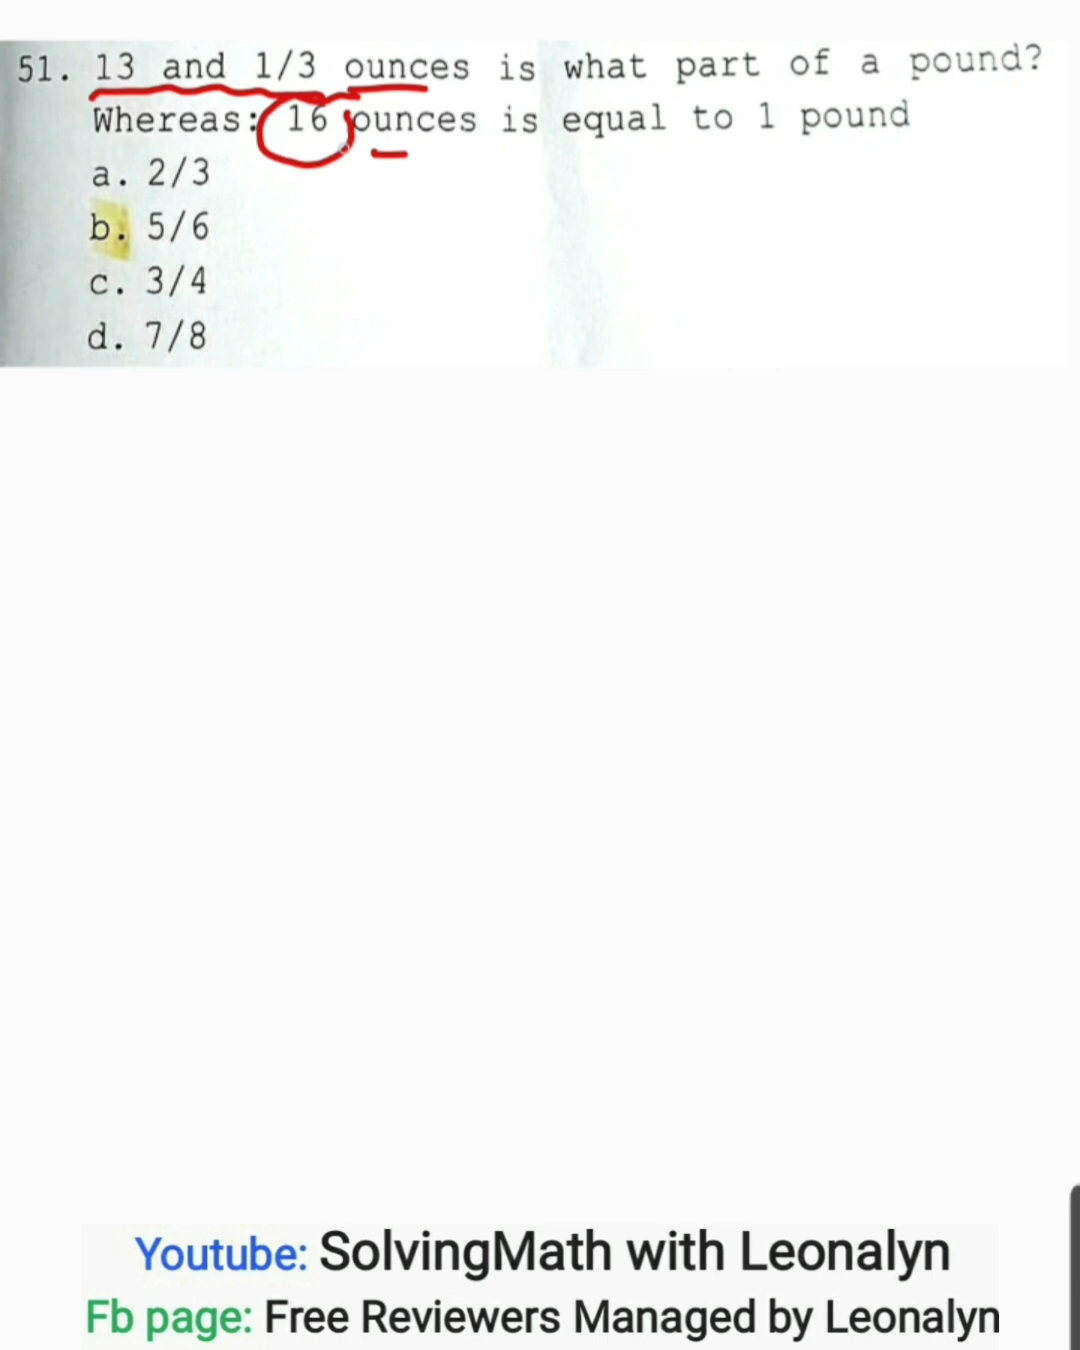 51. 13 and 1/3 ounces is what part of a pound?
Whereas: 16 ounces is equal to 1 pound
a. 2/3
b. 5/6
c. 3/4
d. 7/8
Youtube: SolvingMath with Leonalyn
Fb page: Free Reviewers Managed by Leonalyn